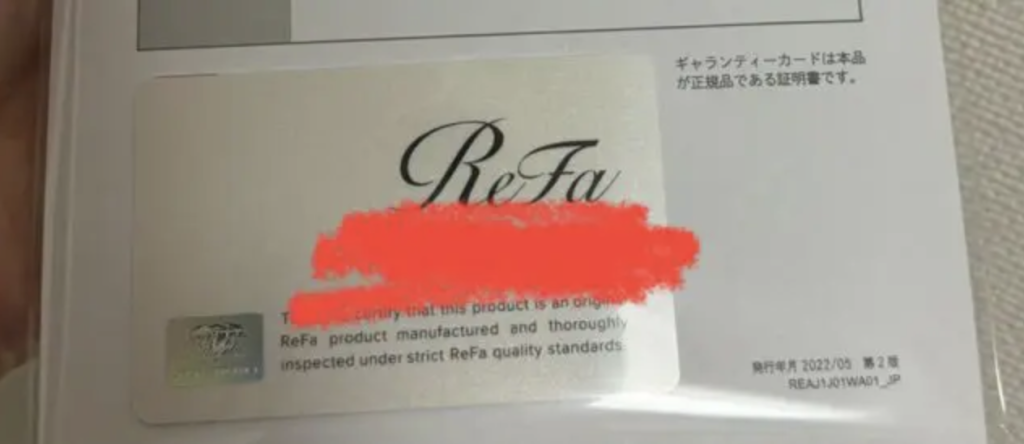 ギャランティーカードは本品
が正規品である証明書です。
ReFa
certify that this product is an
ReFa product manufactured and thoroughly
inspected under strict ReFa quality standards.
発行年月 2022/05 第2版
REAJ1J01WA01_JP